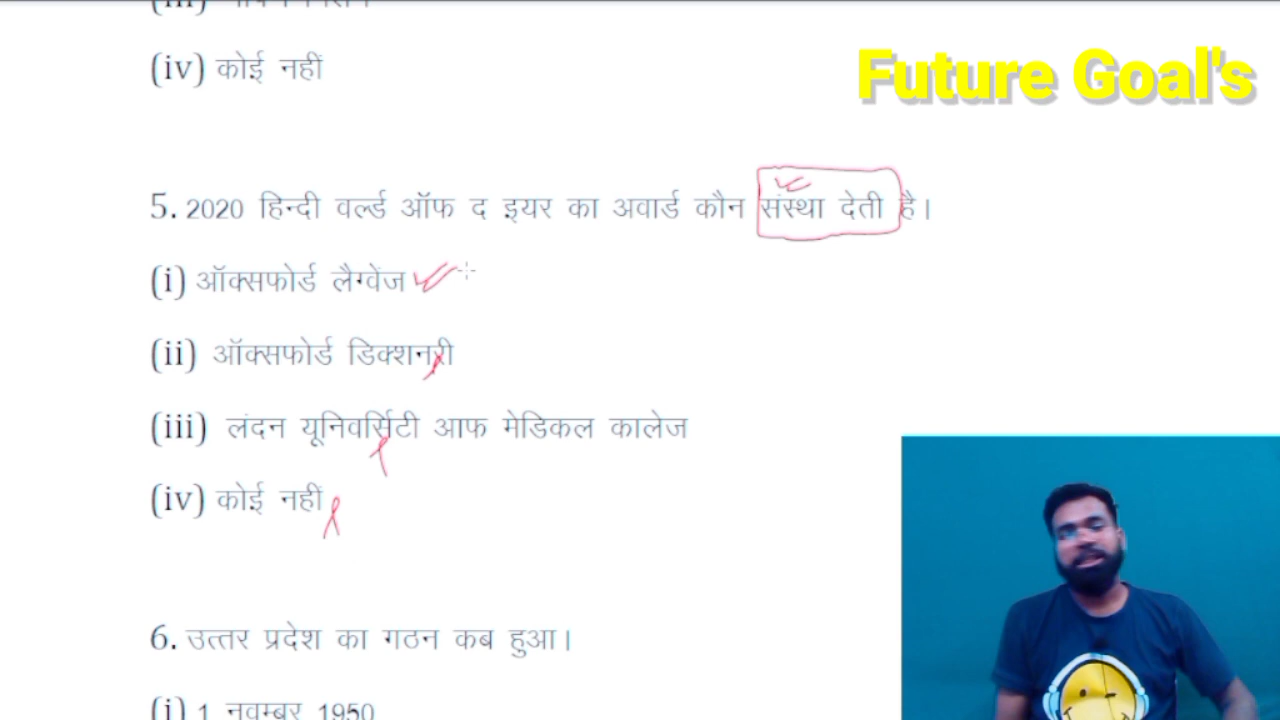 (iv) कोई नहीं
Future Goal's
5. 2020 हिन्दी वर्ल्ड ऑफ द इयर का अवार्ड कौन संस्था देती है।
(i) ऑक्सफोर्ड लैग्वेंज
(ii) ऑक्सफोर्ड डिक्शनरी
(iii) लंदन यूनिवर्सिटी आफ मेडिकल कालेज
(iv) कोई नहीं
6. उत्तर प्रदेश का गठन कब हुआ।
(i) 1 नवम्बर 1950